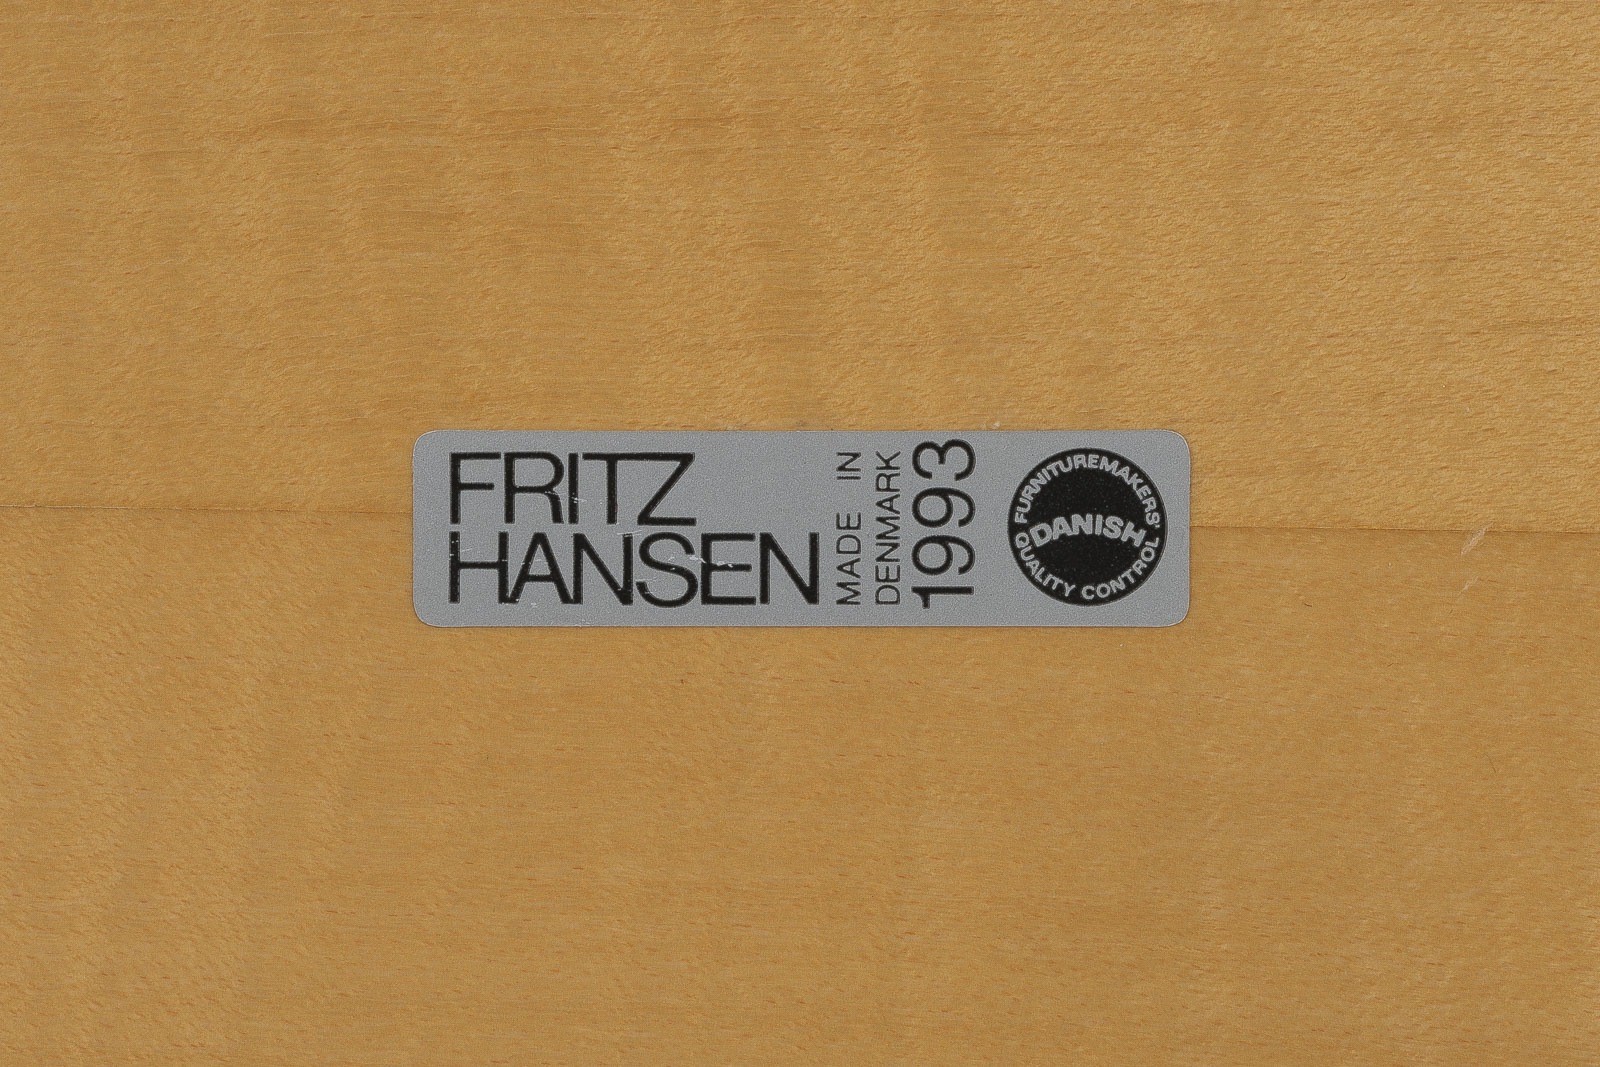 FRITZ
HANSEN
MADE IN
DENMARK
1993
FURNITUREMAKERS'
DANISH
QUALITY CONTROL